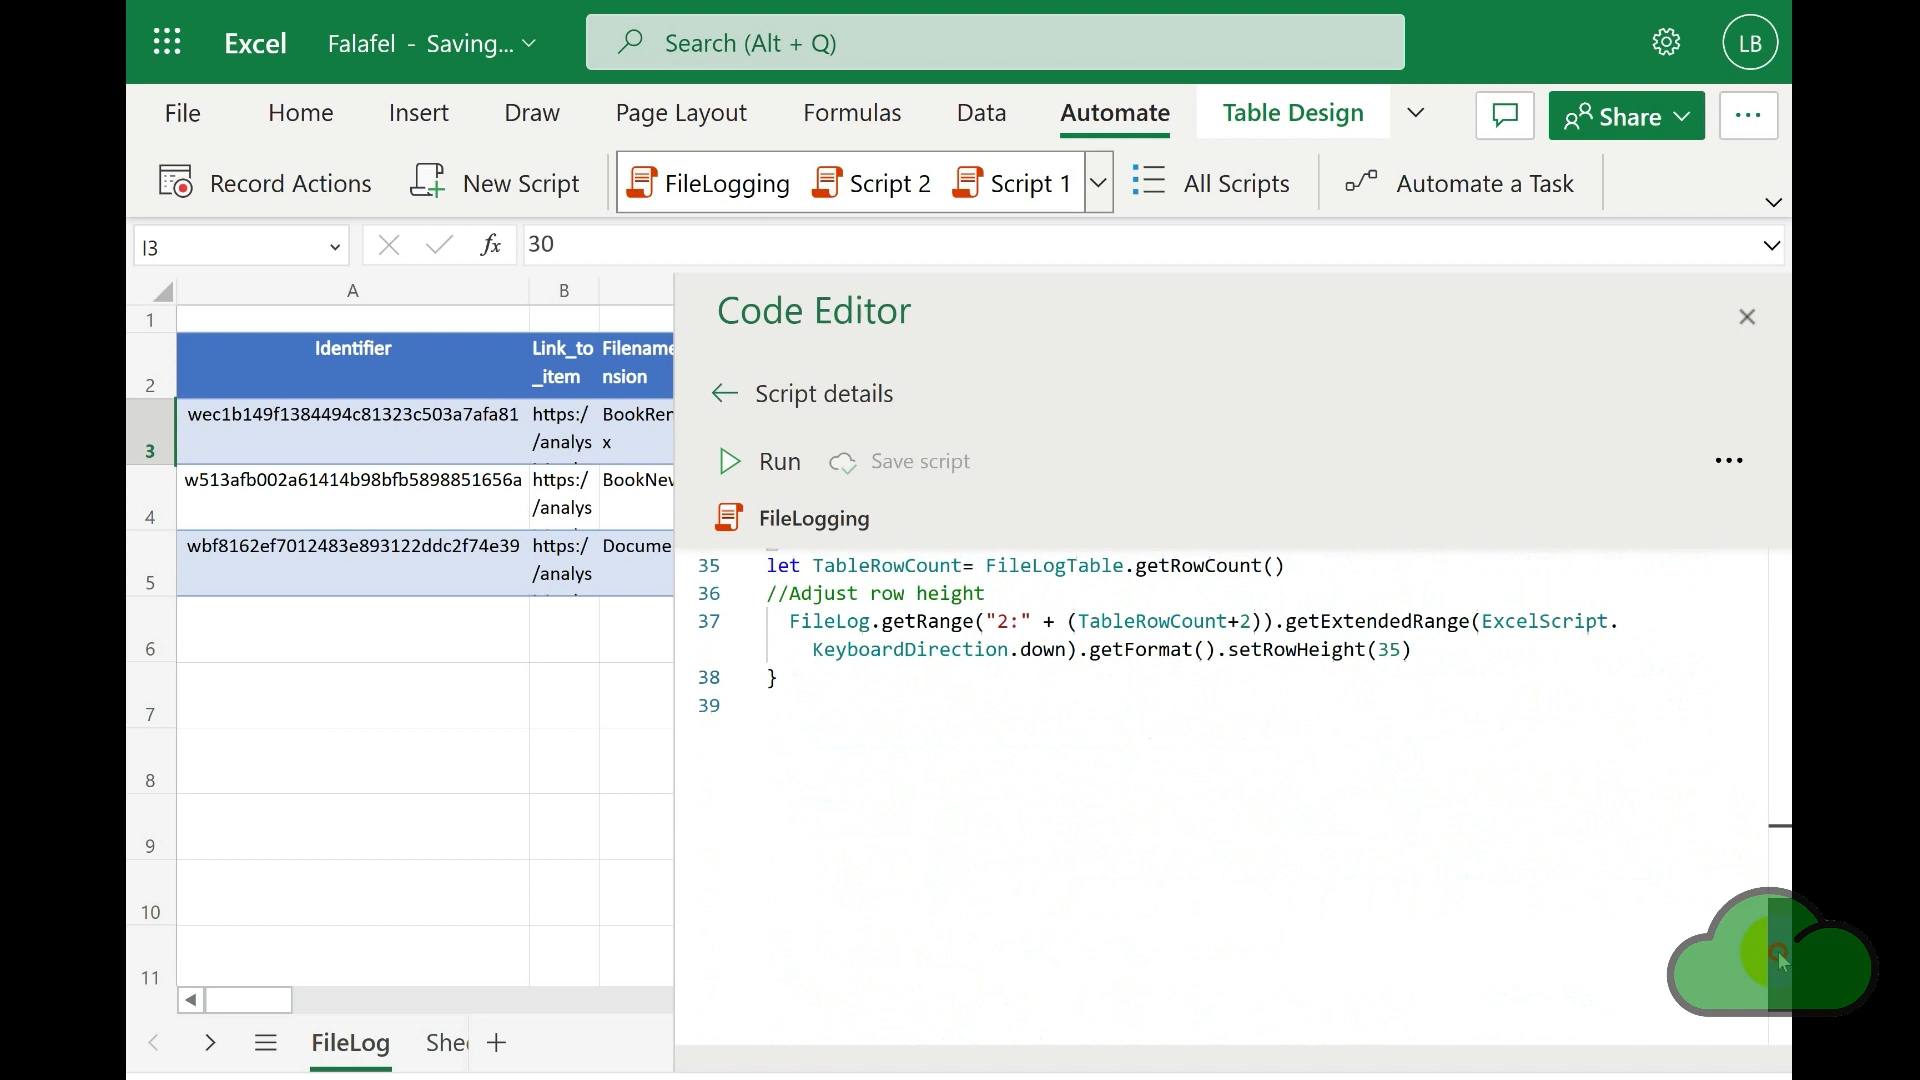 Excel Falafel - Saving... Search (Alt + Q) LB
File Home Insert Draw Page Layout Formulas Data Automate Table Design Share ...
Record Actions New Script FileLogging Script 2 Script 1 All Scripts Automate a Task
I3 fx 30
A B
Code Editor
1
Identifier Link_to Filename
2 _item nsion
Script details
3 wec1b149f1384494c81323c503a7afa81 https:/ BookRen
/analys x
Run Save script ...
4 w513afb002a61414b98bfb5898851656a https:/ BookNev
/analys
FileLogging
5 wbf8162ef7012483e893122ddc2f74e39 https:/ Docume
/analys
35 let TableRowCount= FileLogTable.getRowCount()
36 //Adjust row height
37 FileLog.getRange("2:" + (TableRowCount+2)).getExtendedRange(ExcelScript.
KeyboardDirection.down).getFormat().setRowHeight(35)
38 }
39
6
7
8
9
10
11
FileLog Shee +